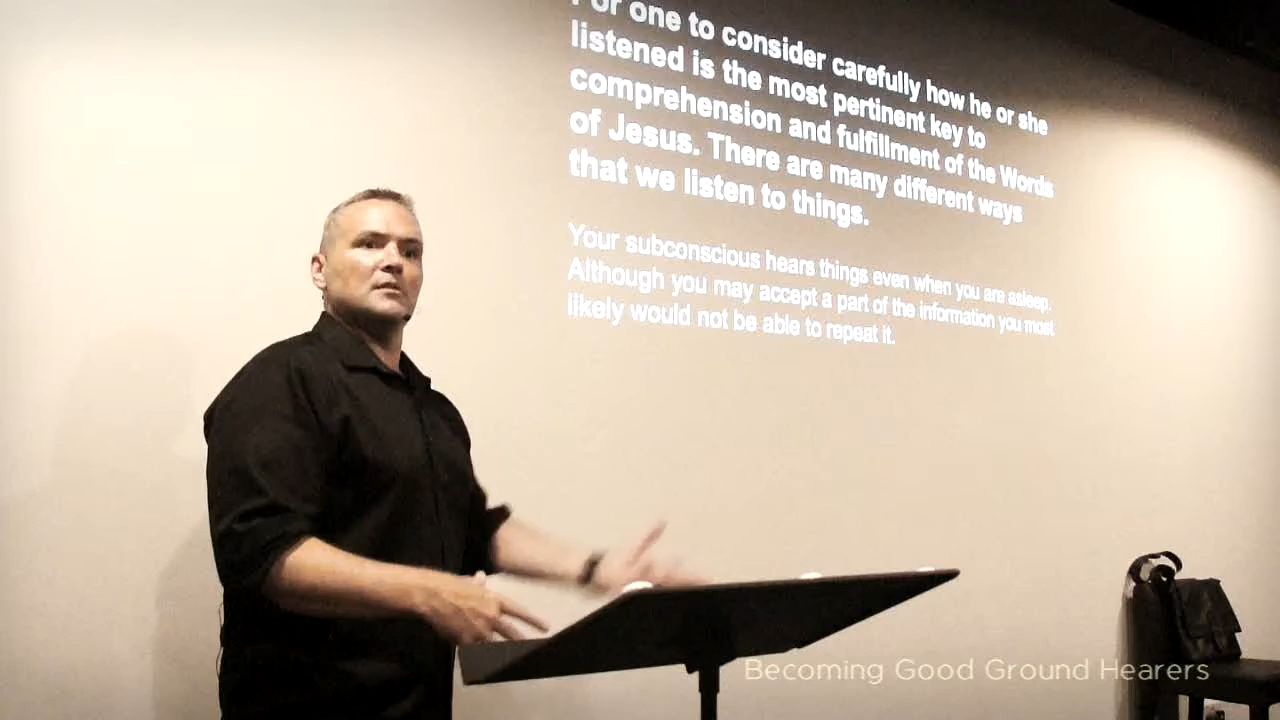 For one to consider carefully how he or she
listened is the most pertinent key to
comprehension and fulfillment of the Words
of Jesus. There are many different ways
that we listen to things.
Your subconscious hears things even when you are asleep.
Although you may accept a part of the information you most
likely would not be able to repeat it.
Becoming Good Ground Hearers